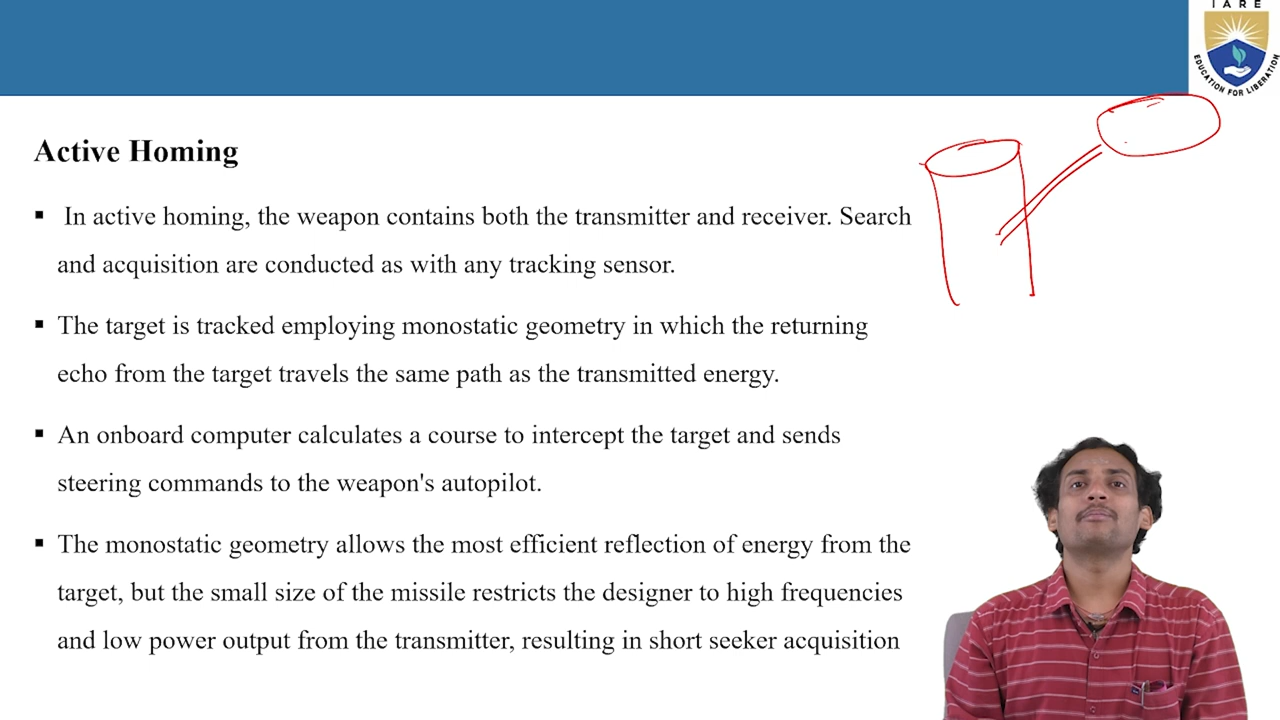 IARE
EDUCATION FOR LIBERATION
Active Homing
▪ In active homing, the weapon contains both the transmitter and receiver. Search
and acquisition are conducted as with any tracking sensor.
▪ The target is tracked employing monostatic geometry in which the returning
echo from the target travels the same path as the transmitted energy.
▪ An onboard computer calculates a course to intercept the target and sends
steering commands to the weapon's autopilot.
▪ The monostatic geometry allows the most efficient reflection of energy from the
target, but the small size of the missile restricts the designer to high frequencies
and low power output from the transmitter, resulting in short seeker acquisition